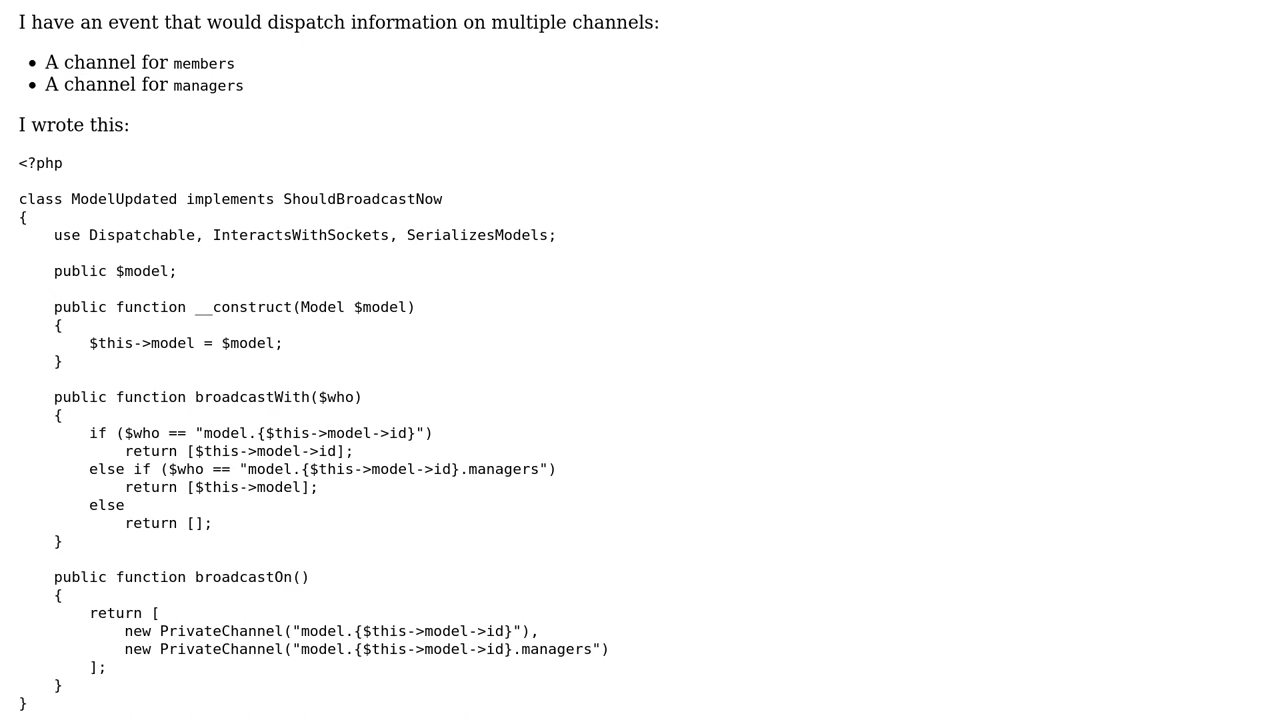 I have an event that would dispatch information on multiple channels:
• A channel for members
• A channel for managers
I wrote this:
<?php
class ModelUpdated implements ShouldBroadcastNow
{
    use Dispatchable, InteractsWithSockets, SerializesModels;
    public $model;
    public function __construct(Model $model)
    {
        $this->model = $model;
    }
    public function broadcastWith($who)
    {
        if ($who == "model.{$this->model->id}")
            return [$this->model->id];
        else if ($who == "model.{$this->model->id}.managers")
            return [$this->model];
        else
            return [];
    }
    public function broadcastOn()
    {
        return [
            new PrivateChannel("model.{$this->model->id}"),
            new PrivateChannel("model.{$this->model->id}.managers")
        ];
    }
}